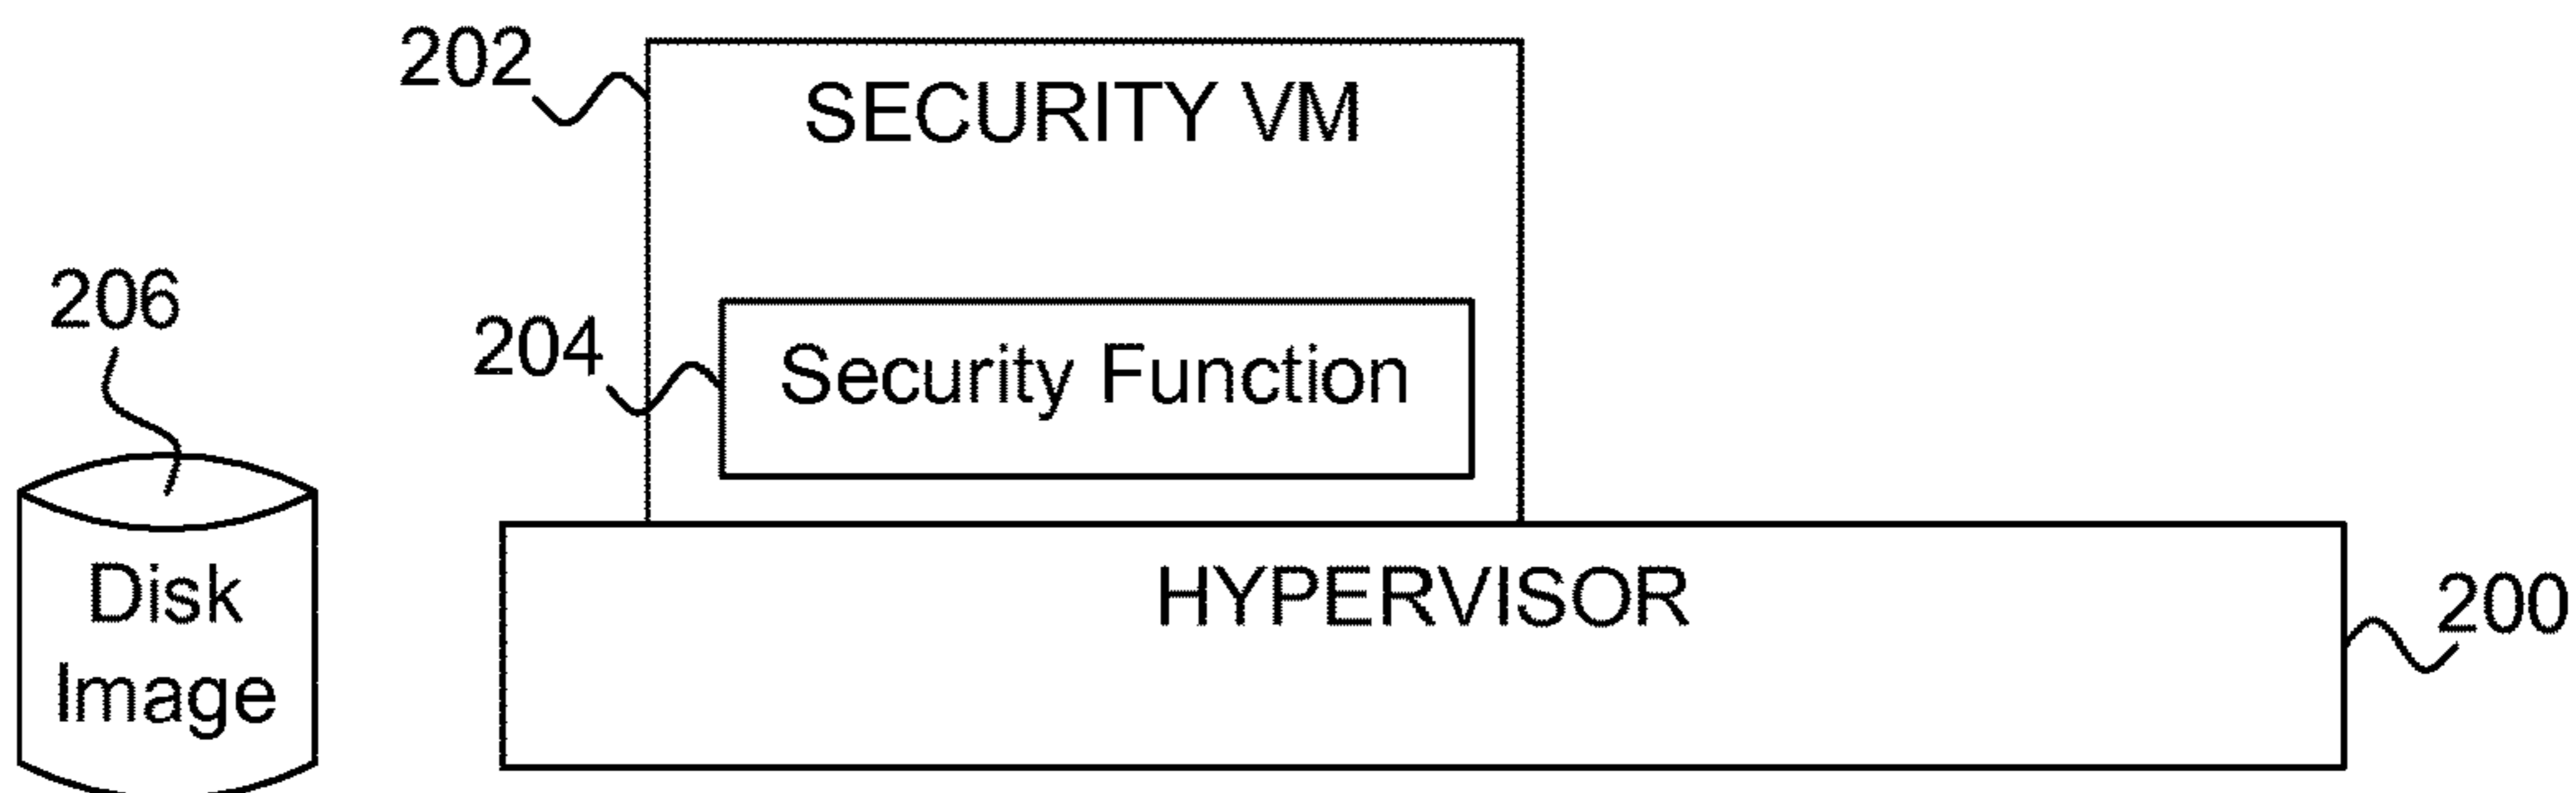 202
SECURITY VM
206
204
Security Function
Disk
Image
HYPERVISOR
200